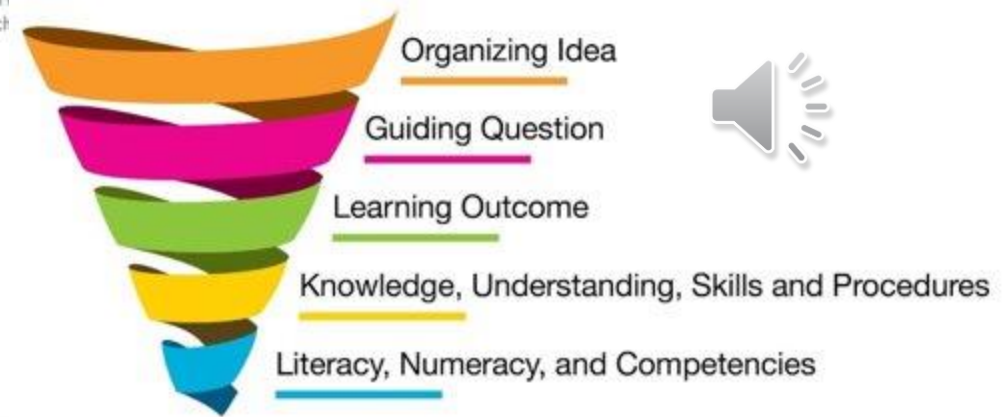 Organizing Idea
Guiding Question
Learning Outcome
Knowledge, Understanding, Skills and Procedures
Literacy, Numeracy, and Competencies